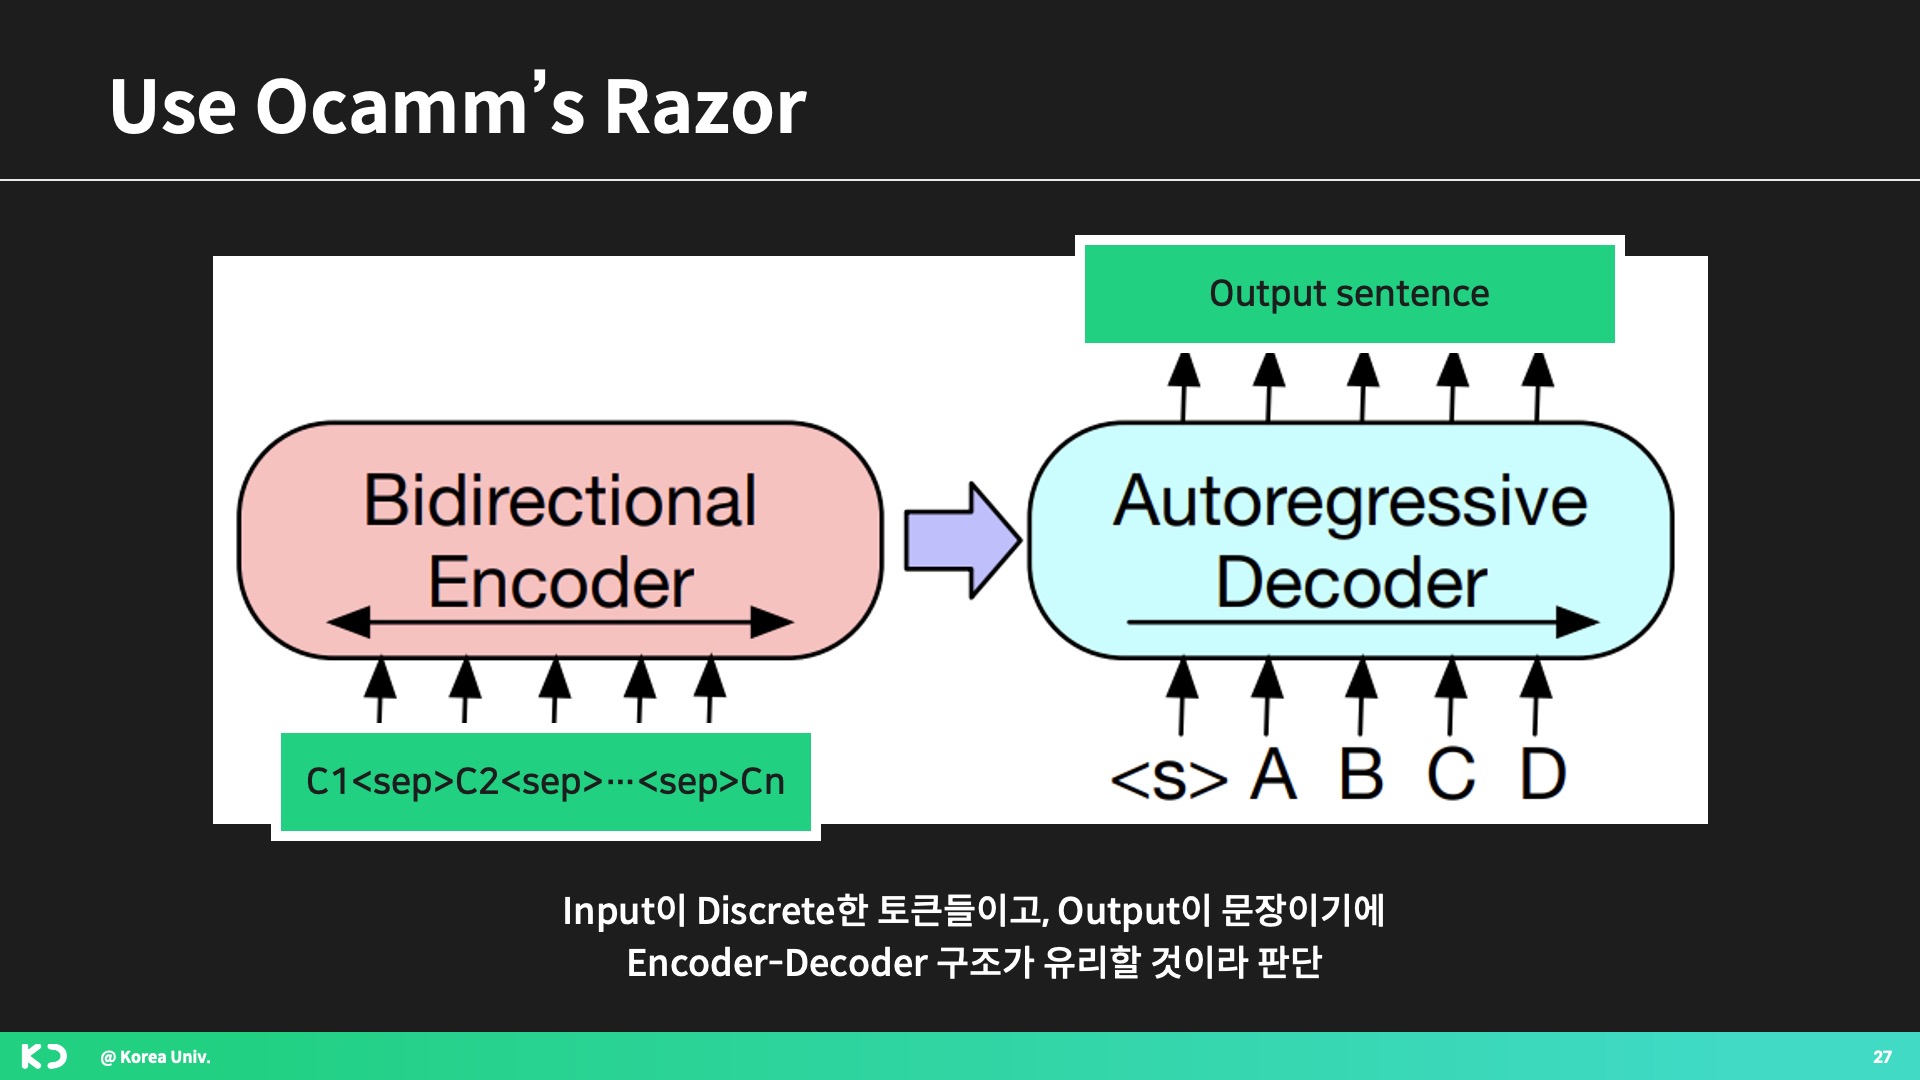 Use Ocamm’s Razor
Output sentence
Bidirectional
Encoder
Autoregressive
Decoder
C1<sep>C2<sep>…<sep>Cn
<s> A B C D
Input이 Discrete한 토큰들이고, Output이 문장이기에
Encoder-Decoder 구조가 유리할 것이라 판단
@ Korea Univ.
27